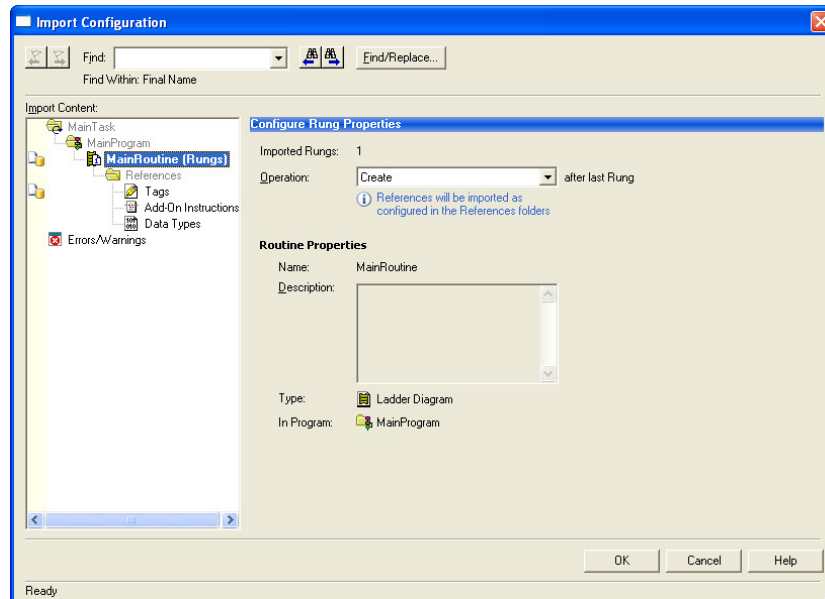 Import Configuration
Find:
Find/Replace...
Find Within: Final Name
Import Content:
MainTask
MainProgram
MainRoutine (Rungs)
References
Tags
Add-On Instructions
Data Types
Errors/Warnings
Configure Rung Properties
Imported Rungs: 1
Operation: Create after last Rung
References will be imported as
configured in the References folders
Routine Properties
Name: MainRoutine
Description:
Type: Ladder Diagram
In Program: MainProgram
OK Cancel Help
Ready